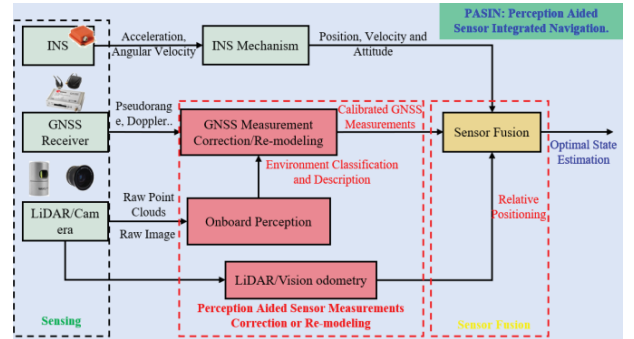 PASIN: Perception Aided
Sensor Integrated Navigation.
INS
Acceleration,
Angular Velocity
INS Mechanism
Position, Velocity and
Attitude
GNSS
Receiver
Pseudorang
e, Doppler..
GNSS Measurement
Correction/Re-modeling
Calibrated GNSS
Measurements
Sensor Fusion
Optimal State
Estimation
Environment Classification
and Description
LiDAR/Cam
era
Raw Point
Clouds
Raw Image
Onboard Perception
Relative
Positioning
LiDAR/Vision odometry
Sensing
Perception Aided Sensor Measurements
Correction or Re-modeling
Sensor Fusion